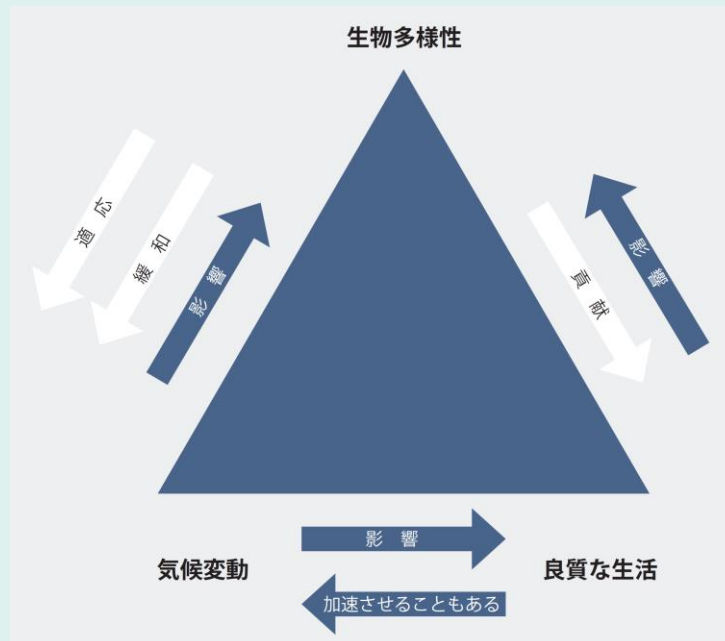 生物多様性
適応
緩和
影響
貢献
影響
影響
気候変動
良質な生活
加速させることもある